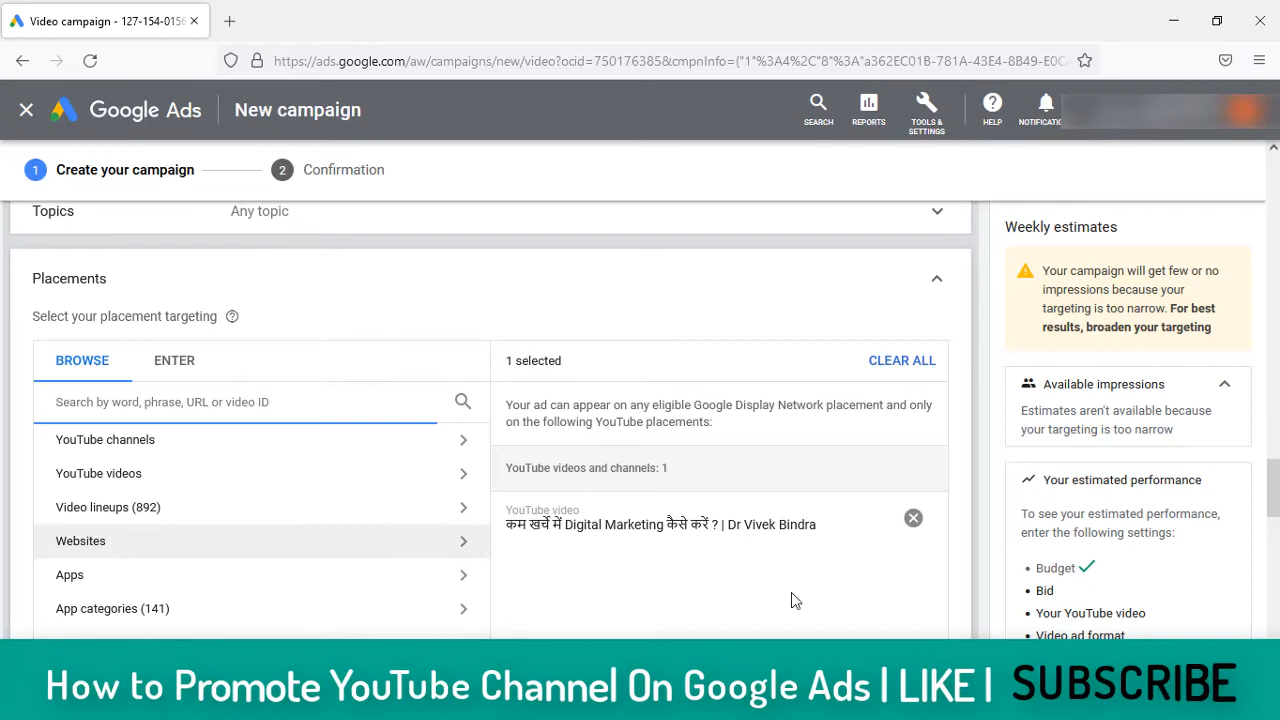 Video campaign - 127-154-0156
https://ads.google.com/aw/campaigns/new/video?ocid=750176385&cmpnInfo={"1"%3A4%2C"8"%3A"a362EC01B-781A-43E4-8B49-E0CA
Google Ads
New campaign
SEARCH
REPORTS
TOOLS & SETTINGS
HELP
NOTIFICATIO
1 Create your campaign
2 Confirmation
Topics
Any topic
Placements
Select your placement targeting
BROWSE
ENTER
1 selected
CLEAR ALL
Search by word, phrase, URL or video ID
YouTube channels
YouTube videos
Video lineups (892)
Websites
Apps
App categories (141)
Your ad can appear on any eligible Google Display Network placement and only
on the following YouTube placements:
YouTube videos and channels: 1
YouTube video
कम खर्चे में Digital Marketing कैसे करें ? | Dr Vivek Bindra
Weekly estimates
Your campaign will get few or no
impressions because your
targeting is too narrow. For best
results, broaden your targeting
Available impressions
Estimates aren't available because
your targeting is too narrow
Your estimated performance
To see your estimated performance,
enter the following settings:
• Budget
• Bid
• Your YouTube video
• Video ad format
How to Promote YouTube Channel On Google Ads | LIKE | SUBSCRIBE